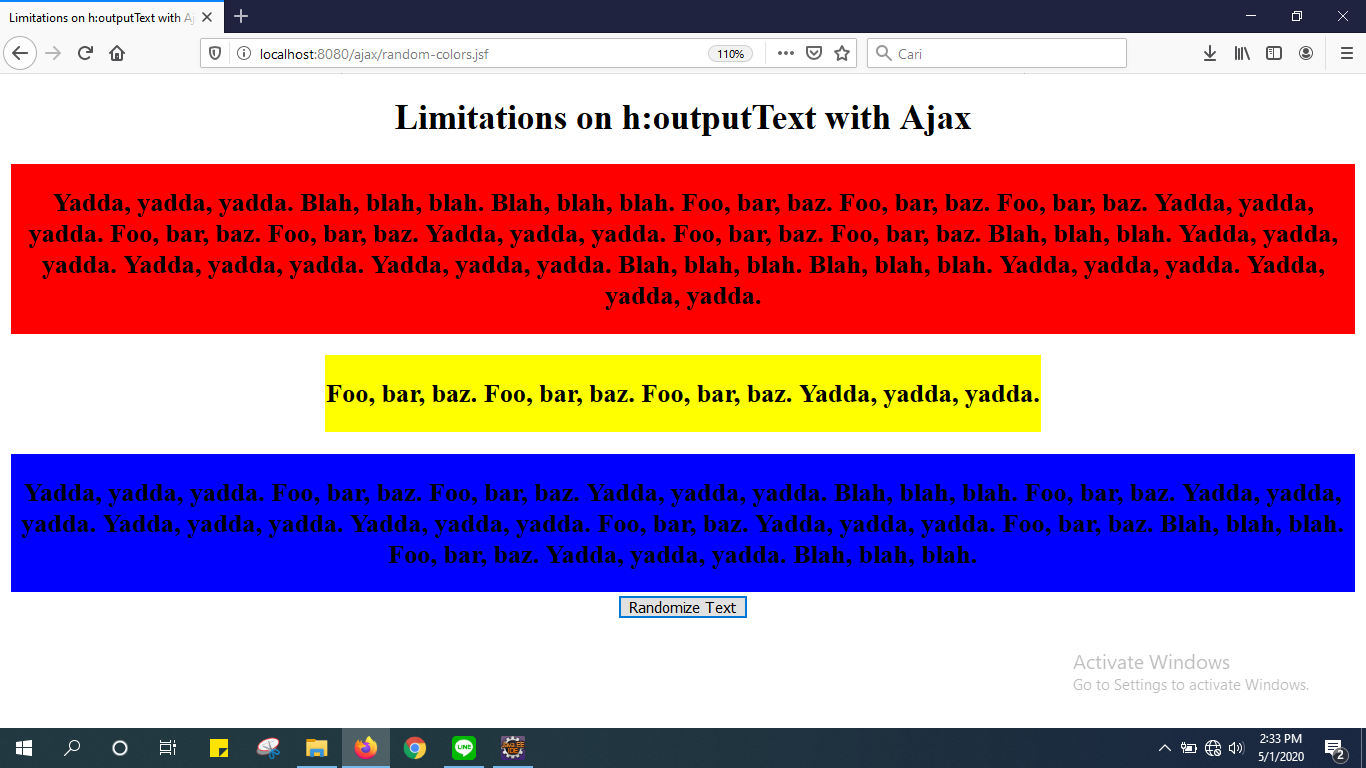 Limitations on h:outputText with Aj
localhost:8080/ajax/random-colors.jsf
110%
Cari
Limitations on h:outputText with Ajax
Yadda, yadda, yadda. Blah, blah, blah. Blah, blah, blah. Foo, bar, baz. Foo, bar, baz. Foo, bar, baz. Yadda, yadda,
yadda. Foo, bar, baz. Foo, bar, baz. Yadda, yadda, yadda. Foo, bar, baz. Foo, bar, baz. Blah, blah, blah. Yadda, yadda,
yadda. Yadda, yadda, yadda. Yadda, yadda, yadda. Blah, blah, blah. Blah, blah, blah. Yadda, yadda, yadda. Yadda,
yadda, yadda.
Foo, bar, baz. Foo, bar, baz. Foo, bar, baz. Yadda, yadda, yadda.
Yadda, yadda, yadda. Foo, bar, baz. Foo, bar, baz. Yadda, yadda, yadda. Blah, blah, blah. Foo, bar, baz. Yadda, yadda,
yadda. Yadda, yadda, yadda. Yadda, yadda, yadda. Foo, bar, baz. Yadda, yadda, yadda. Foo, bar, baz. Blah, blah, blah.
Foo, bar, baz. Yadda, yadda, yadda. Blah, blah, blah.
Randomize Text
Activate Windows
Go to Settings to activate Windows.
LINE
Java EE
IDE
2:33 PM
5/1/2020
2